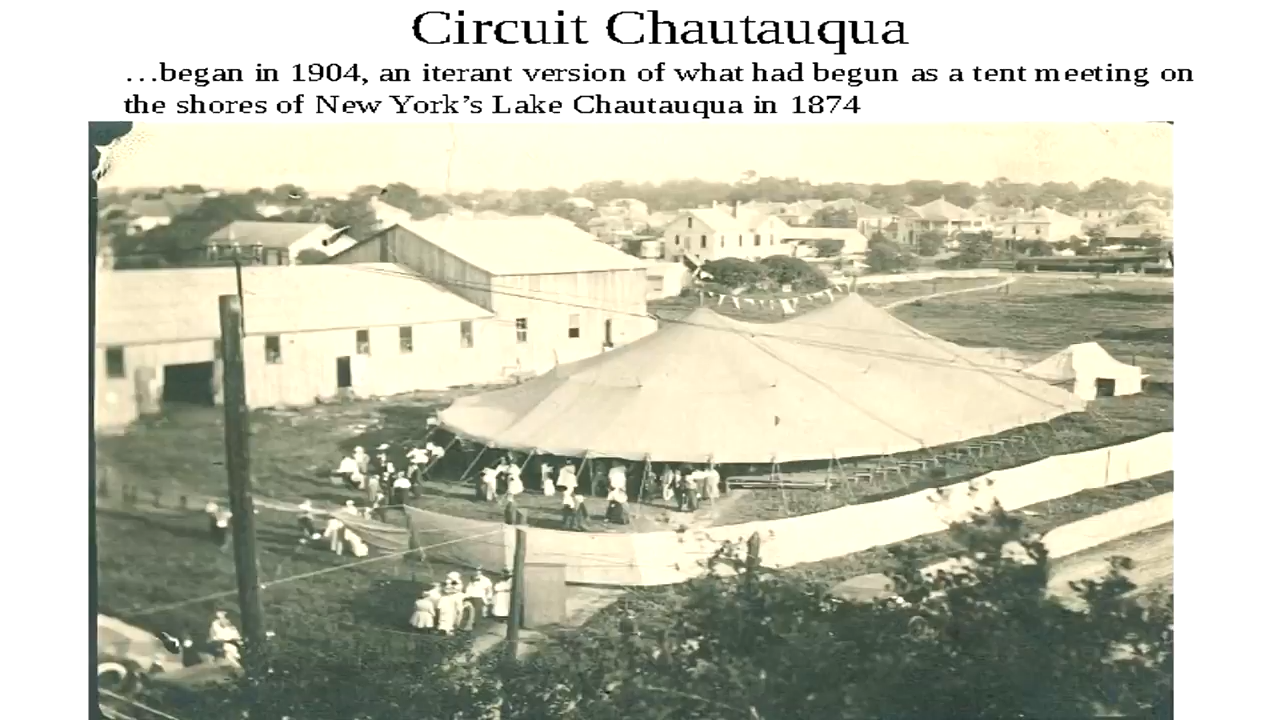 Circuit Chautauqua
…began in 1904, an iterant version of what had begun as a tent meeting on
the shores of New York’s Lake Chautauqua in 1874